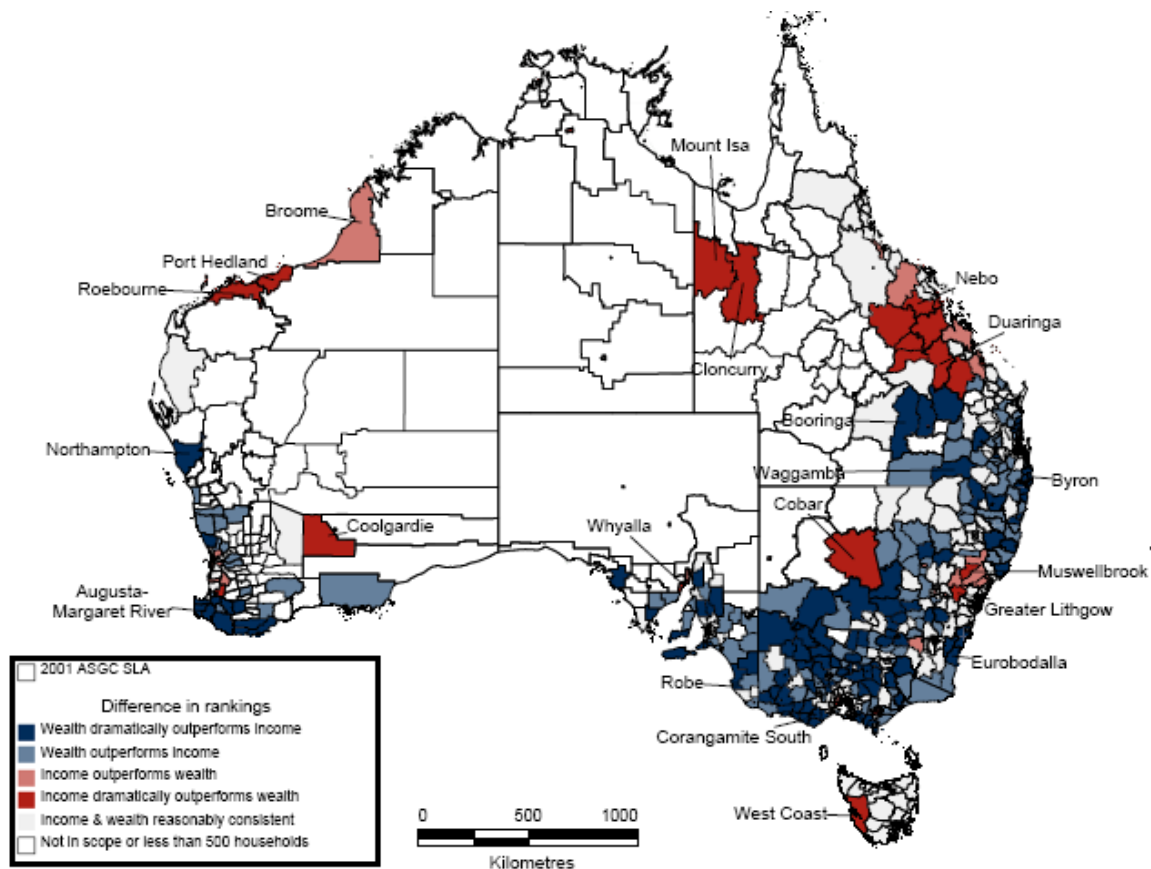 Mount Isa
Broome
Port Hedland
Roebourne
Nebo
Duaringa
Cloncurry
Booringa
Northampton
Waggamba
Byron
Cobar
Coolgardie
Whyalla
Muswellbrook
Augusta-
Margaret River
Greater Lithgow
Eurobodalla
Robe
Corangamite South
West Coast
2001 ASGC SLA
Difference in rankings
Wealth dramatically outperforms income
Wealth outperforms income
Income outperforms wealth
Income dramatically outperforms wealth
Income & wealth reasonably consistent
Not in scope or less than 500 households
0 500 1000
Kilometres